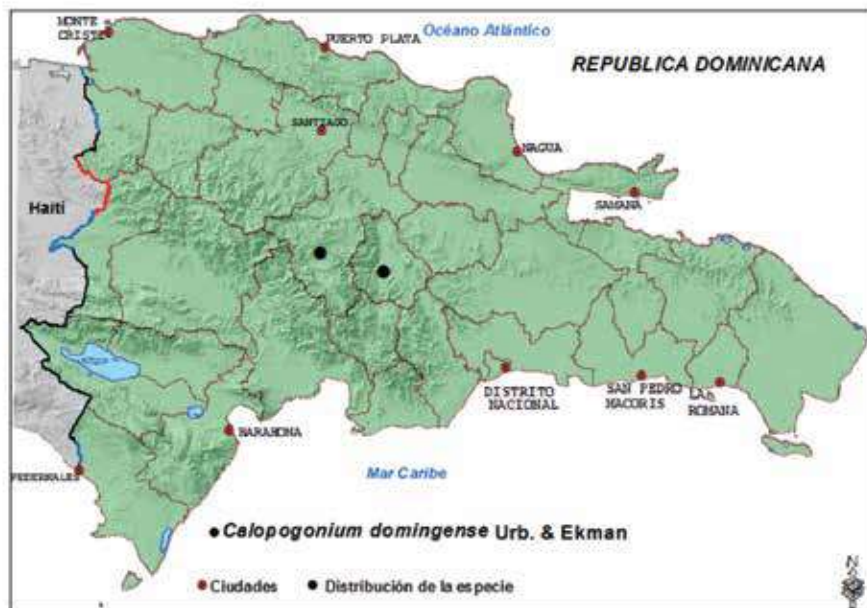 MONTE
CRISTI
PUERTO PLATA
Océano Atlántico
REPUBLICA DOMINICANA
SANTIAGO
NAGUA
Haití
SAMANA
DISTRITO
NACIONAL
SAN PEDRO
MACORIS
LA
ROMANA
BARAHONA
PEDERNALES
Mar Caribe
Calopogonium domingense Urb. & Ekman
Ciudades
Distribución de la especie
N